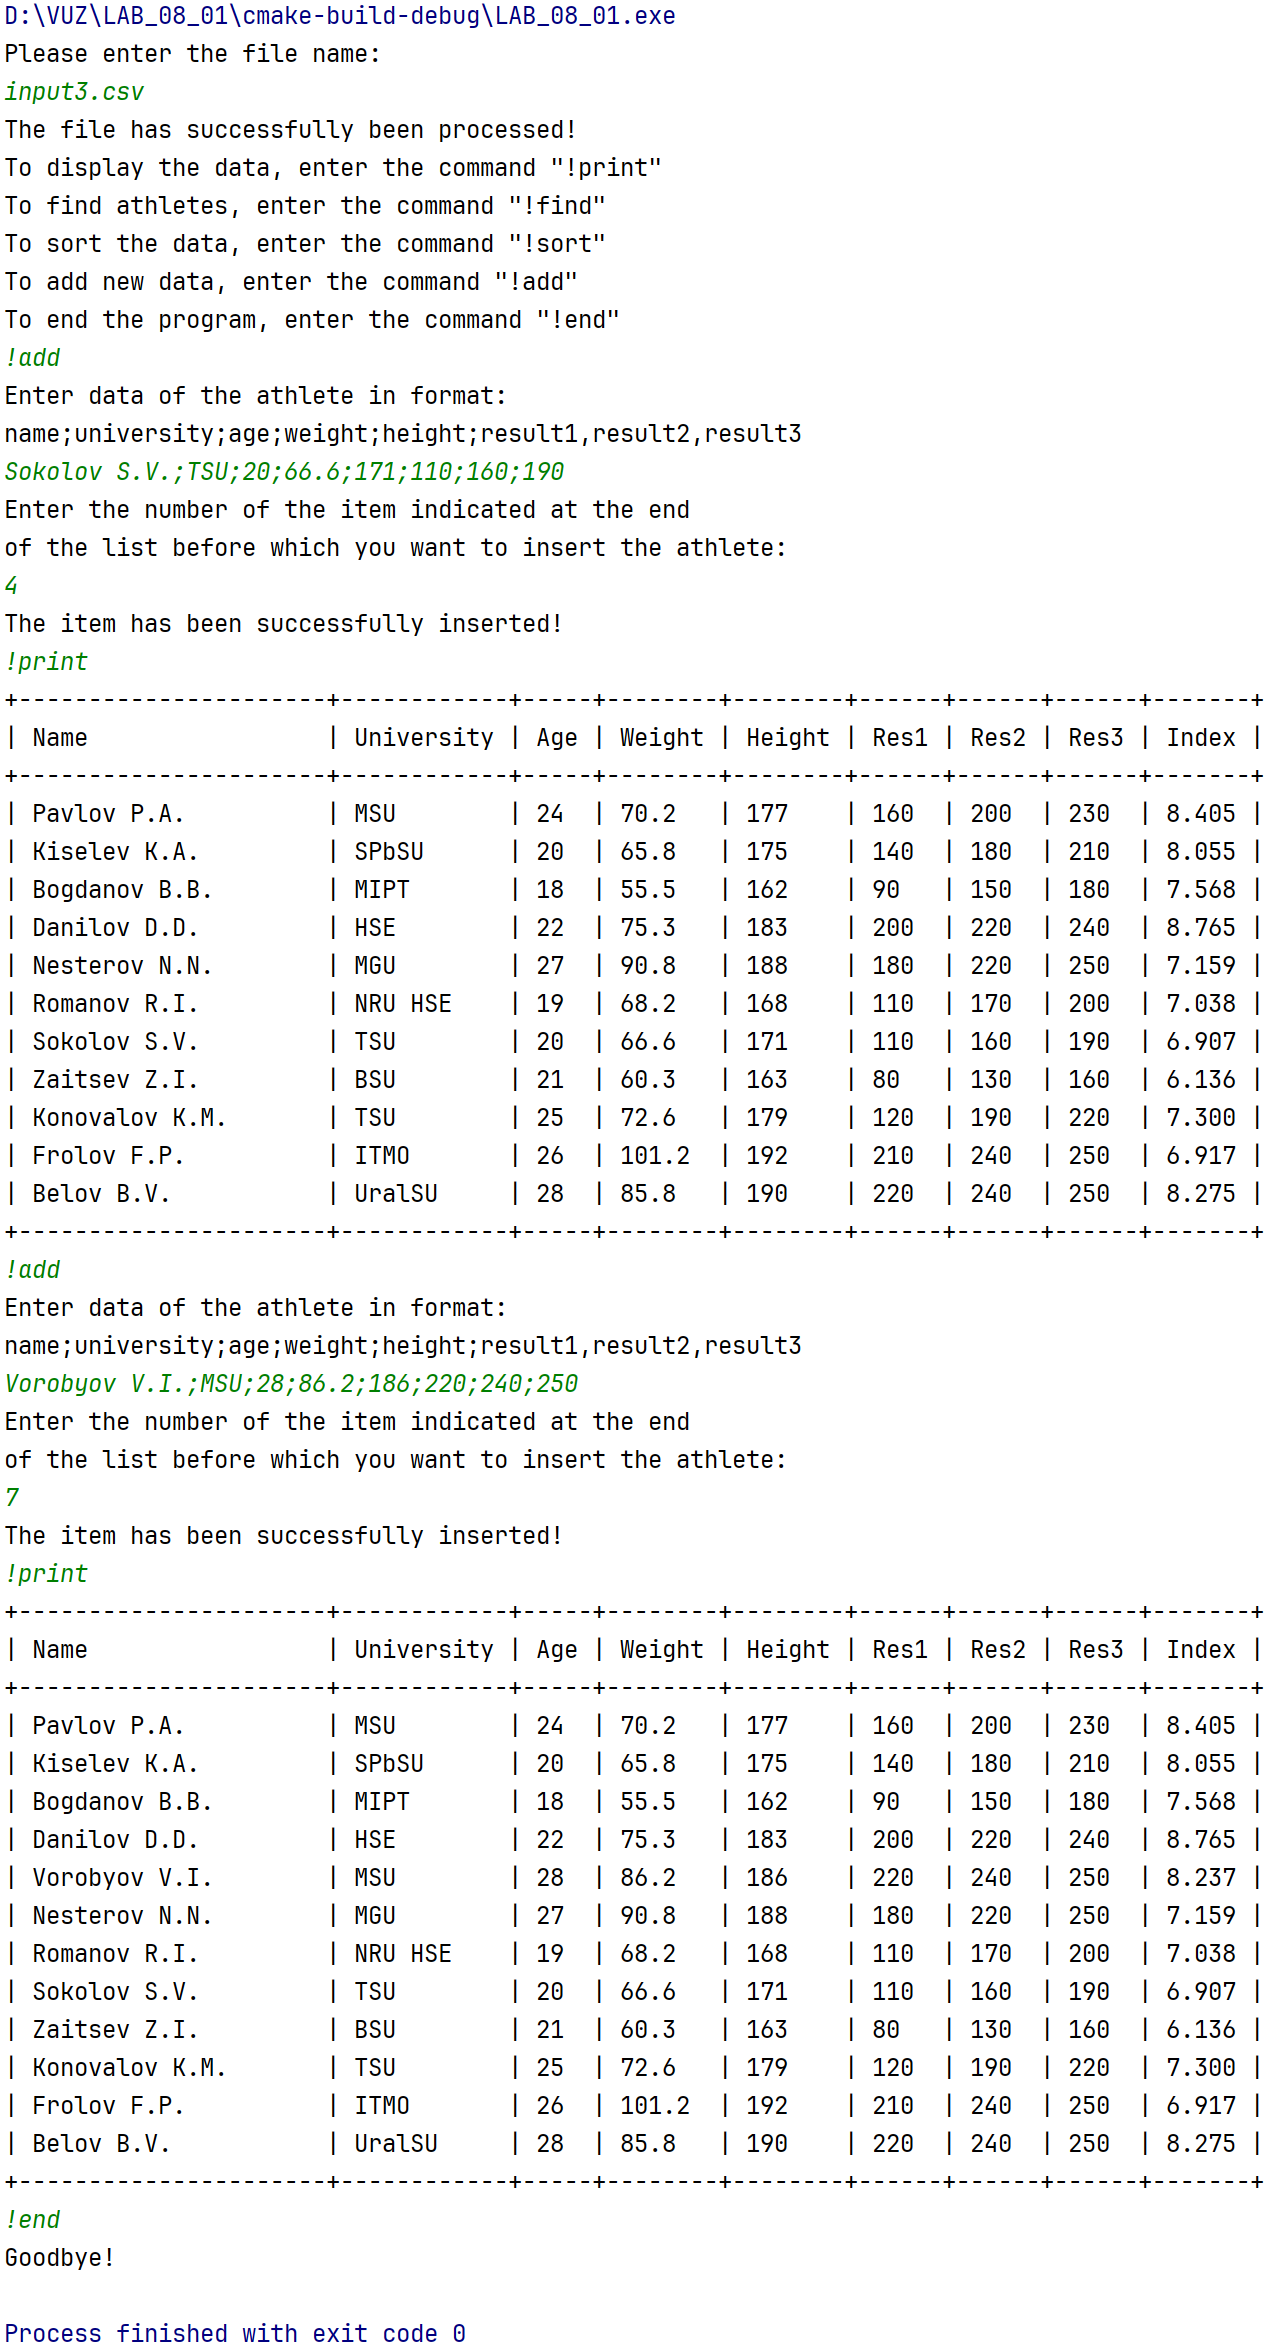 D:\VUZ\LAB_08_01\cmake-build-debug\LAB_08_01.exe
Please enter the file name:
input3.csv
The file has successfully been processed!
To display the data, enter the command "!print"
To find athletes, enter the command "!find"
To sort the data, enter the command "!sort"
To add new data, enter the command "!add"
To end the program, enter the command "!end"
!add
Enter data of the athlete in format:
name;university;age;weight;height;result1,result2,result3
Sokolov S.V.;TSU;20;66.6;171;110;160;190
Enter the number of the item indicated at the end
of the list before which you want to insert the athlete:
4
The item has been successfully inserted!
!print
+----------------------+------------+-----+--------+--------+------+------+------+-------+
| Name                 | University | Age | Weight | Height | Res1 | Res2 | Res3 | Index |
+----------------------+------------+-----+--------+--------+------+------+------+-------+
| Pavlov P.A.          | MSU        | 24  | 70.2   | 177    | 160  | 200  | 230  | 8.405 |
| Kiselev K.A.         | SPbSU      | 20  | 65.8   | 175    | 140  | 180  | 210  | 8.055 |
| Bogdanov B.B.        | MIPT       | 18  | 55.5   | 162    | 90   | 150  | 180  | 7.568 |
| Danilov D.D.         | HSE        | 22  | 75.3   | 183    | 200  | 220  | 240  | 8.765 |
| Nesterov N.N.        | MGU        | 27  | 90.8   | 188    | 180  | 220  | 250  | 7.159 |
| Romanov R.I.         | NRU HSE    | 19  | 68.2   | 168    | 110  | 170  | 200  | 7.038 |
| Sokolov S.V.         | TSU        | 20  | 66.6   | 171    | 110  | 160  | 190  | 6.907 |
| Zaitsev Z.I.         | BSU        | 21  | 60.3   | 163    | 80   | 130  | 160  | 6.136 |
| Konovalov K.M.       | TSU        | 25  | 72.6   | 179    | 120  | 190  | 220  | 7.300 |
| Frolov F.P.          | ITMO       | 26  | 101.2  | 192    | 210  | 240  | 250  | 6.917 |
| Belov B.V.           | UralSU     | 28  | 85.8   | 190    | 220  | 240  | 250  | 8.275 |
+----------------------+------------+-----+--------+--------+------+------+------+-------+
!add
Enter data of the athlete in format:
name;university;age;weight;height;result1,result2,result3
Vorobyov V.I.;MSU;28;86.2;186;220;240;250
Enter the number of the item indicated at the end
of the list before which you want to insert the athlete:
7
The item has been successfully inserted!
!print
+----------------------+------------+-----+--------+--------+------+------+------+-------+
| Name                 | University | Age | Weight | Height | Res1 | Res2 | Res3 | Index |
+----------------------+------------+-----+--------+--------+------+------+------+-------+
| Pavlov P.A.          | MSU        | 24  | 70.2   | 177    | 160  | 200  | 230  | 8.405 |
| Kiselev K.A.         | SPbSU      | 20  | 65.8   | 175    | 140  | 180  | 210  | 8.055 |
| Bogdanov B.B.        | MIPT       | 18  | 55.5   | 162    | 90   | 150  | 180  | 7.568 |
| Danilov D.D.         | HSE        | 22  | 75.3   | 183    | 200  | 220  | 240  | 8.765 |
| Vorobyov V.I.        | MSU        | 28  | 86.2   | 186    | 220  | 240  | 250  | 8.237 |
| Nesterov N.N.        | MGU        | 27  | 90.8   | 188    | 180  | 220  | 250  | 7.159 |
| Romanov R.I.         | NRU HSE    | 19  | 68.2   | 168    | 110  | 170  | 200  | 7.038 |
| Sokolov S.V.         | TSU        | 20  | 66.6   | 171    | 110  | 160  | 190  | 6.907 |
| Zaitsev Z.I.         | BSU        | 21  | 60.3   | 163    | 80   | 130  | 160  | 6.136 |
| Konovalov K.M.       | TSU        | 25  | 72.6   | 179    | 120  | 190  | 220  | 7.300 |
| Frolov F.P.          | ITMO       | 26  | 101.2  | 192    | 210  | 240  | 250  | 6.917 |
| Belov B.V.           | UralSU     | 28  | 85.8   | 190    | 220  | 240  | 250  | 8.275 |
+----------------------+------------+-----+--------+--------+------+------+------+-------+
!end
Goodbye!

Process finished with exit code 0